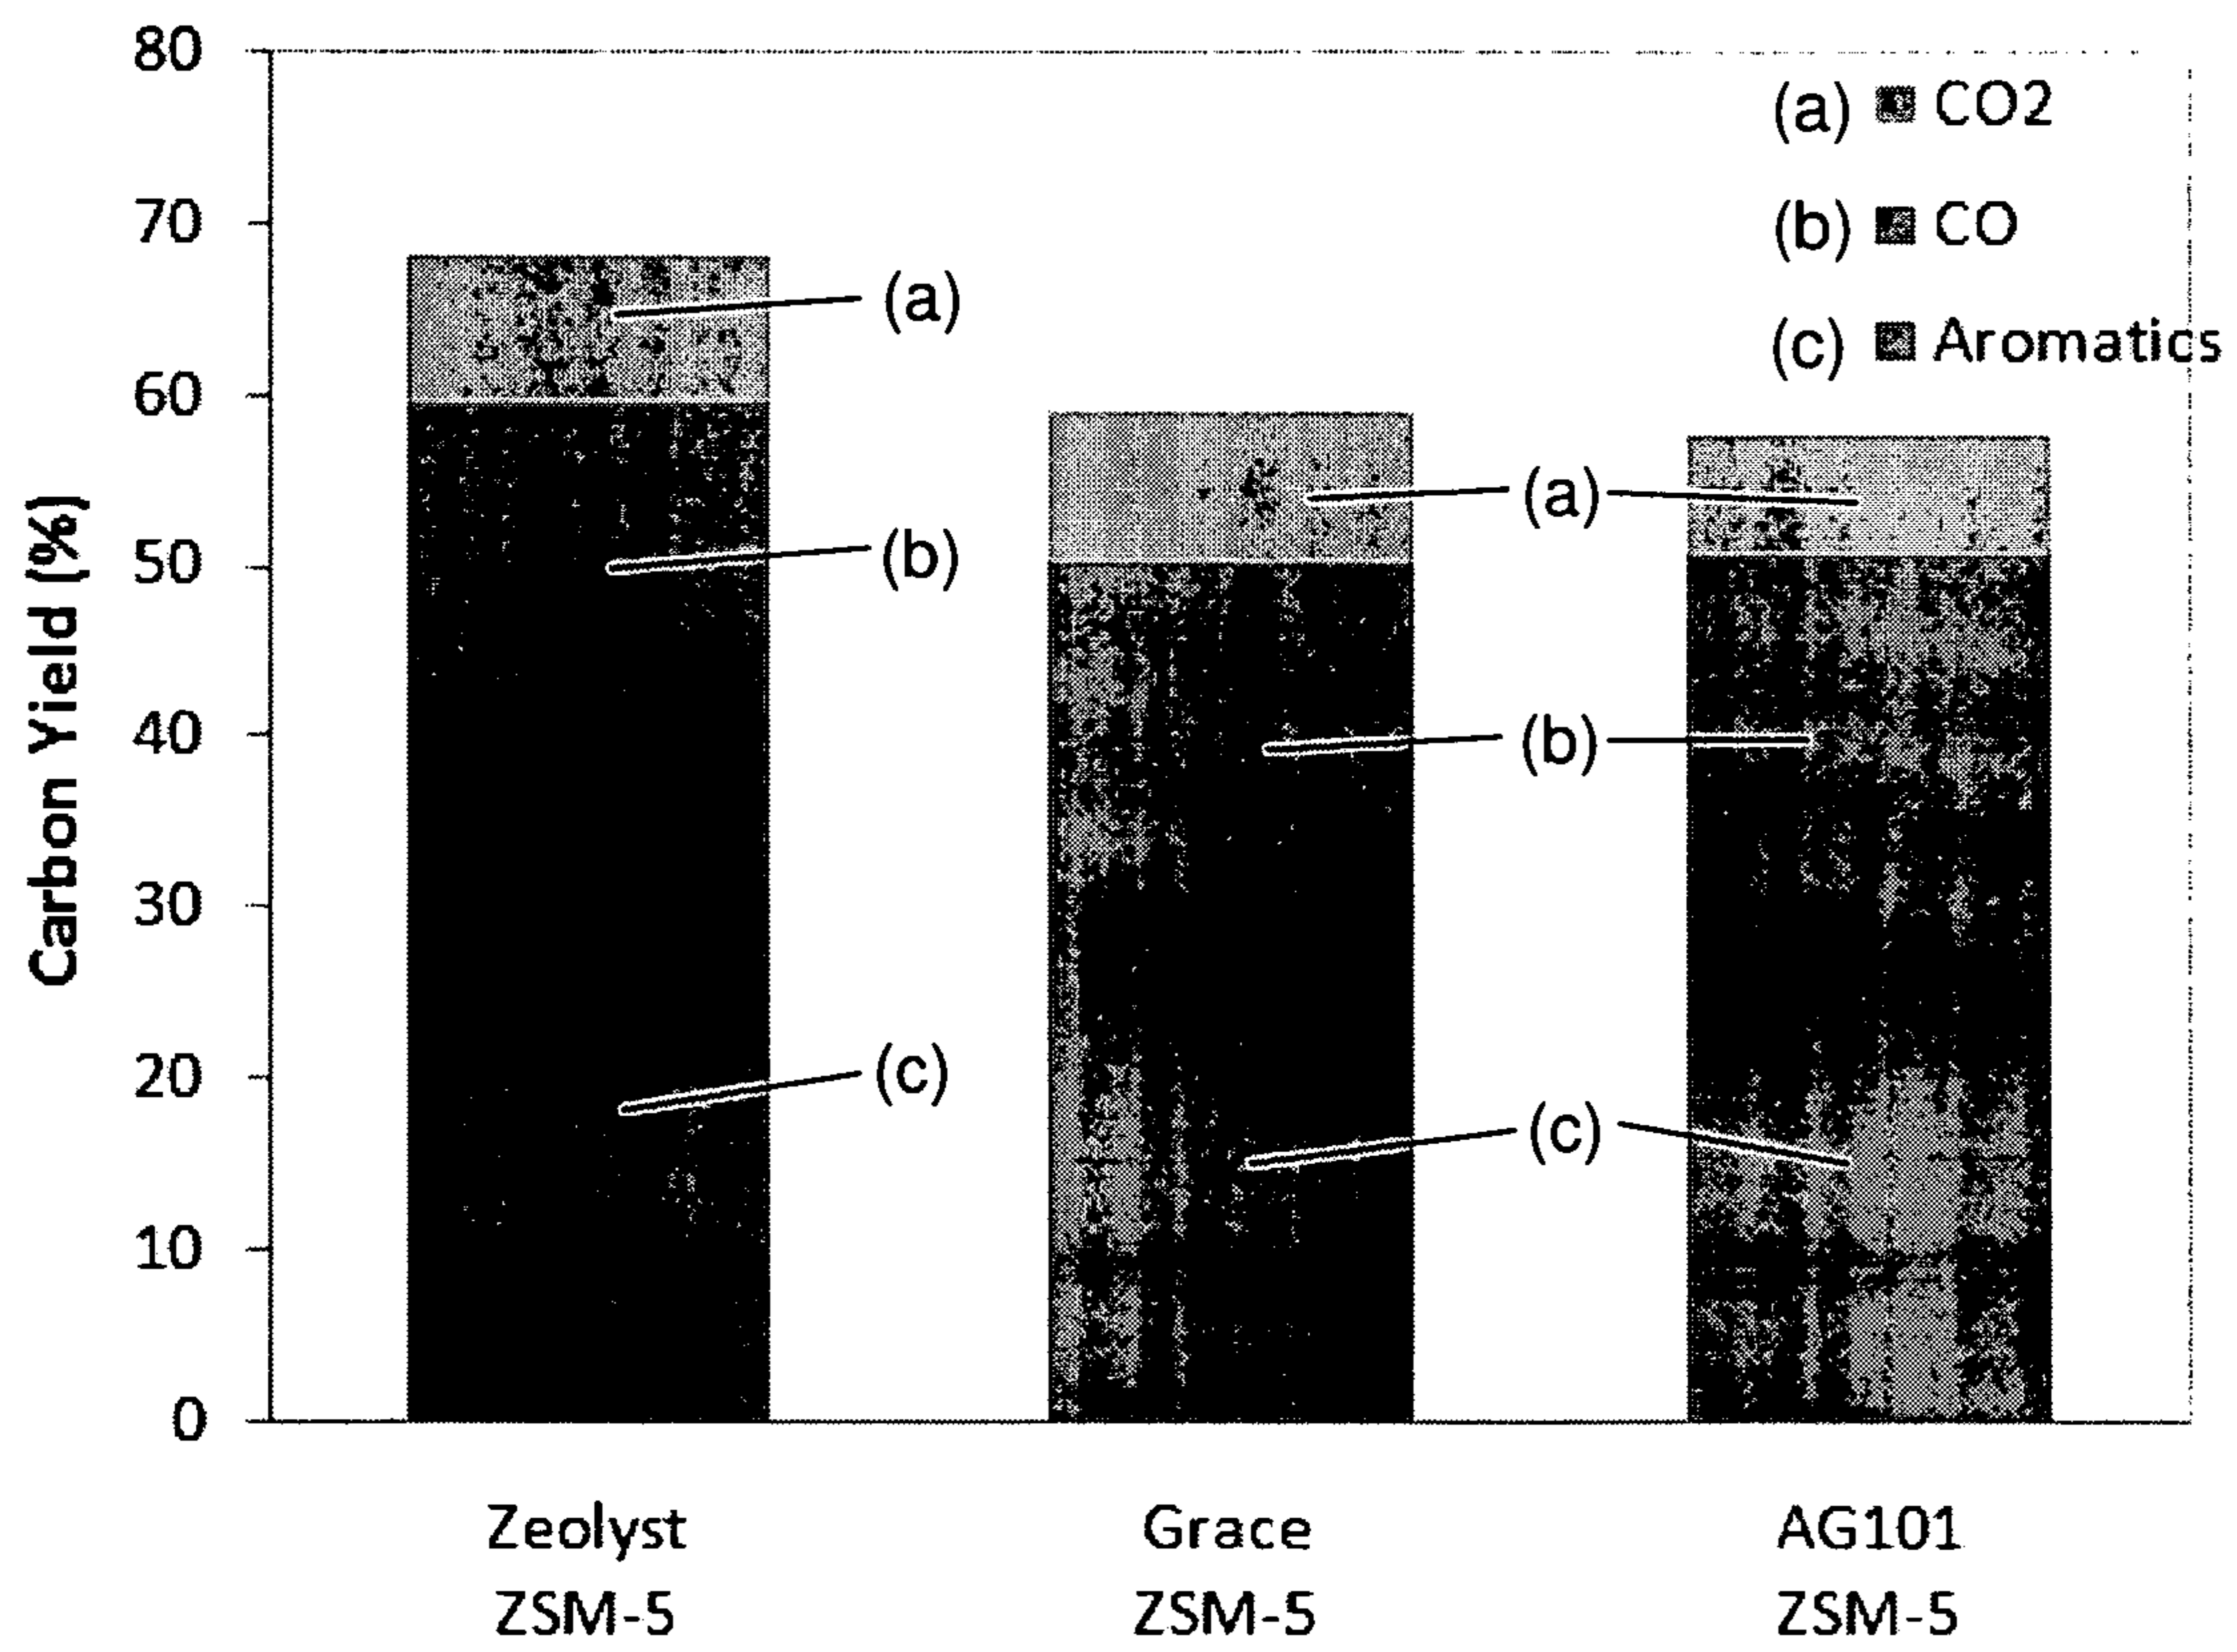 80
70
60
50
40
30
20
10
0
Carbon Yield (%)
(a) CO2
(b) CO
(c) Aromatics
(a)
(b)
(c)
(a)
(b)
(c)
Zeolyst
ZSM-5
Grace
ZSM-5
AG101
ZSM-5